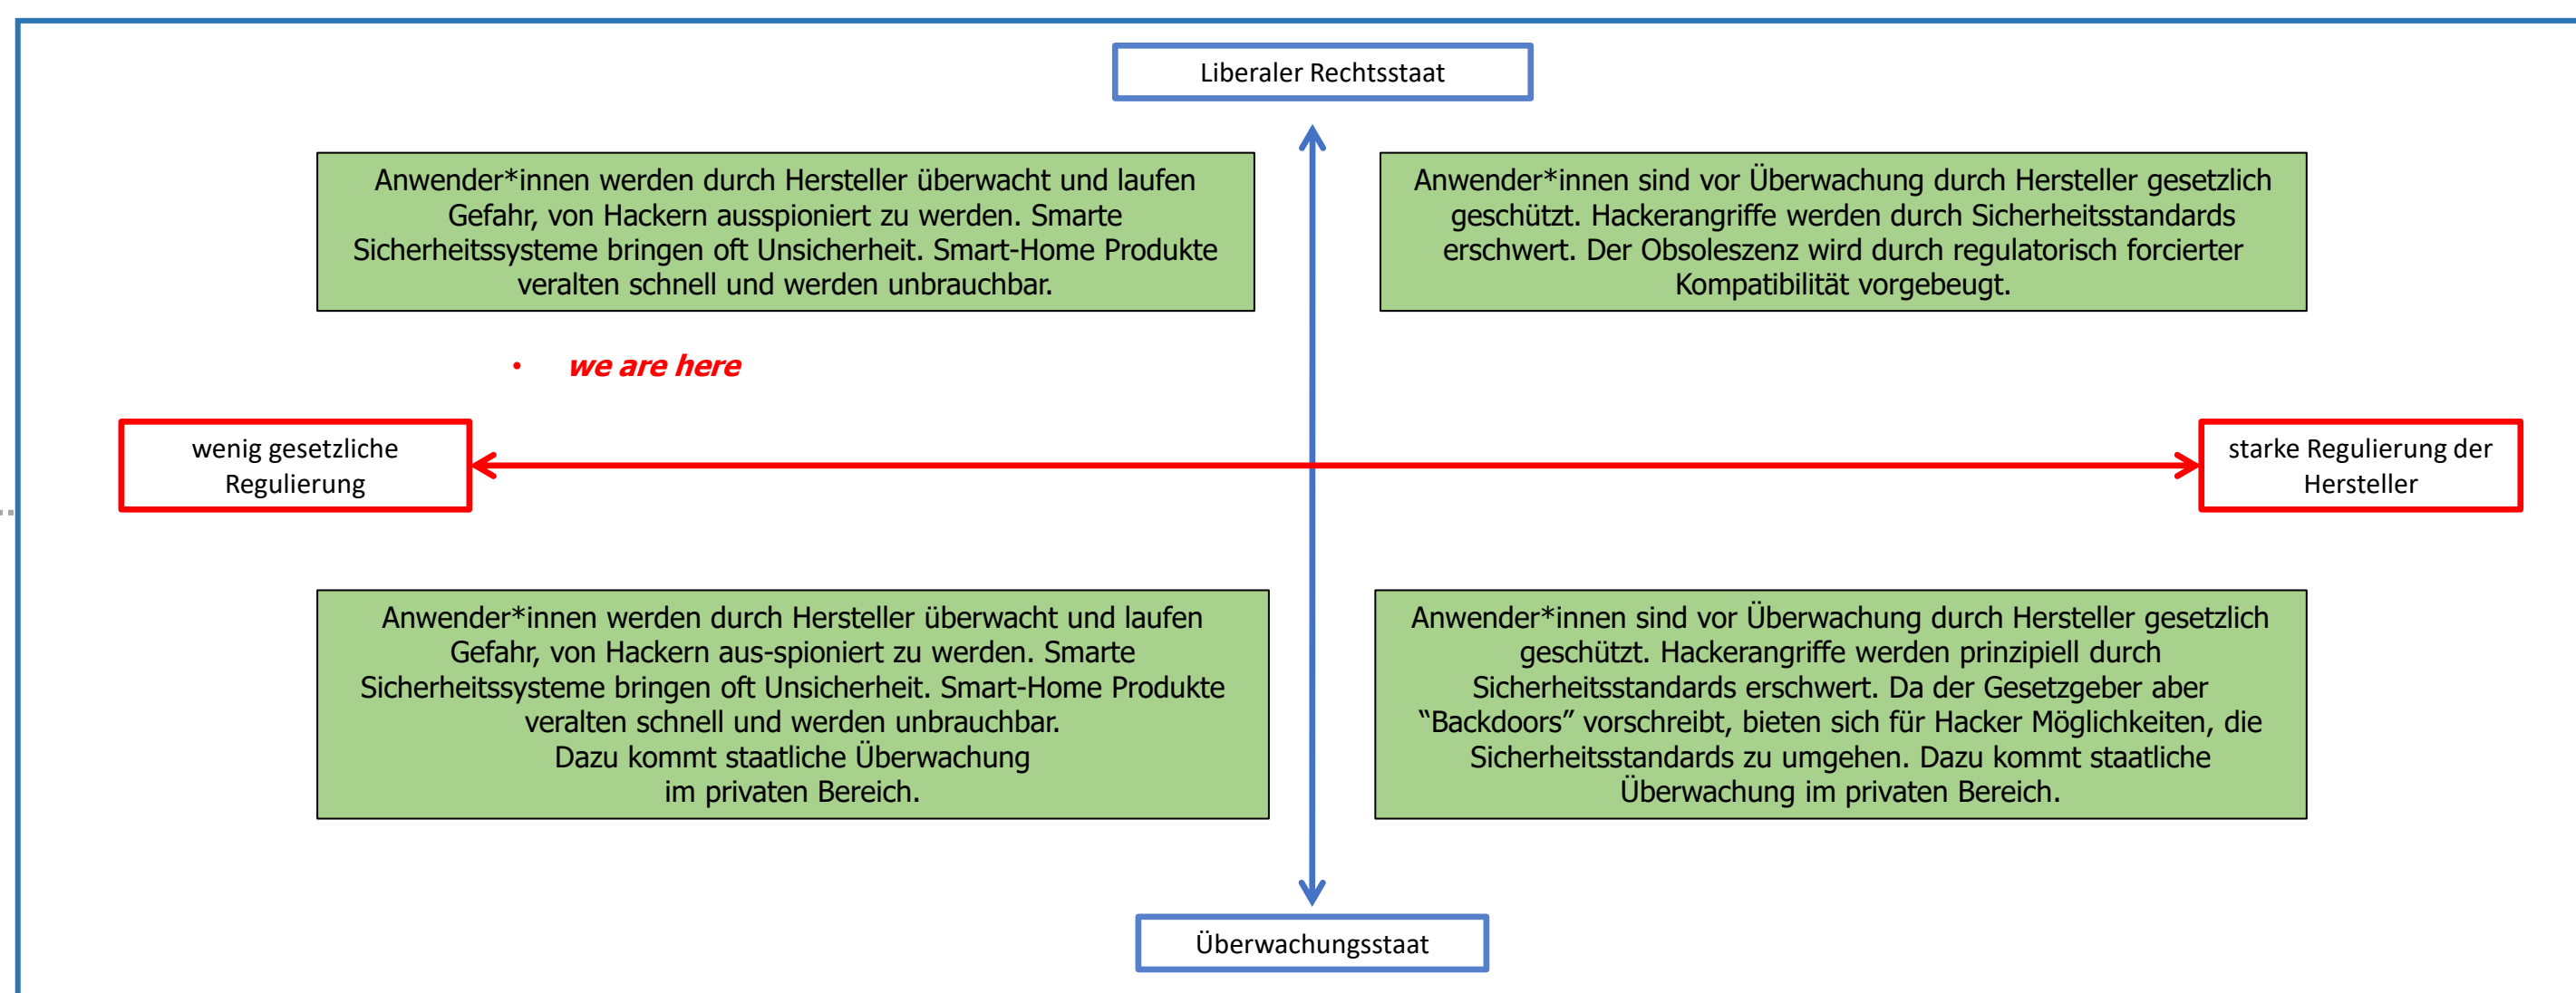 Liberaler Rechtsstaat
Anwender*innen werden durch Hersteller überwacht und laufen
Gefahr, von Hackern ausspioniert zu werden. Smarte
Sicherheitssysteme bringen oft Unsicherheit. Smart-Home Produkte
veralten schnell und werden unbrauchbar.
Anwender*innen sind vor Überwachung durch Hersteller gesetzlich
geschützt. Hackerangriffe werden durch Sicherheitsstandards
erschwert. Der Obsoleszenz wird durch regulatorisch forcierter
Kompatibilität vorgebeugt.
• we are here
wenig gesetzliche
Regulierung
starke Regulierung der
Hersteller
Anwender*innen werden durch Hersteller überwacht und laufen
Gefahr, von Hackern aus-spioniert zu werden. Smarte
Sicherheitssysteme bringen oft Unsicherheit. Smart-Home Produkte
veralten schnell und werden unbrauchbar.
Dazu kommt staatliche Überwachung
im privaten Bereich.
Anwender*innen sind vor Überwachung durch Hersteller gesetzlich
geschützt. Hackerangriffe werden prinzipiell durch
Sicherheitsstandards erschwert. Da der Gesetzgeber aber
“Backdoors” vorschreibt, bieten sich für Hacker Möglichkeiten, die
Sicherheitsstandards zu umgehen. Dazu kommt staatliche
Überwachung im privaten Bereich.
Überwachungsstaat